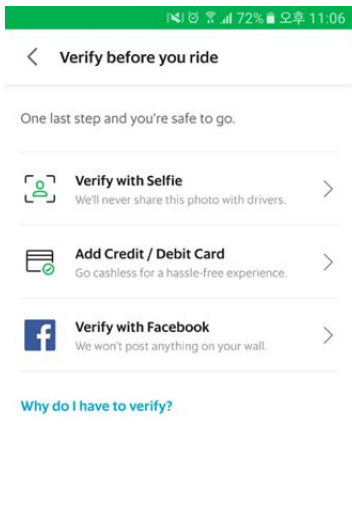 72% 오후 11:06
Verify before you ride
One last step and you're safe to go.
Verify with Selfie
We'll never share this photo with drivers.
Add Credit / Debit Card
Go cashless for a hassle-free experience.
Verify with Facebook
We won't post anything on your wall.
Why do I have to verify?